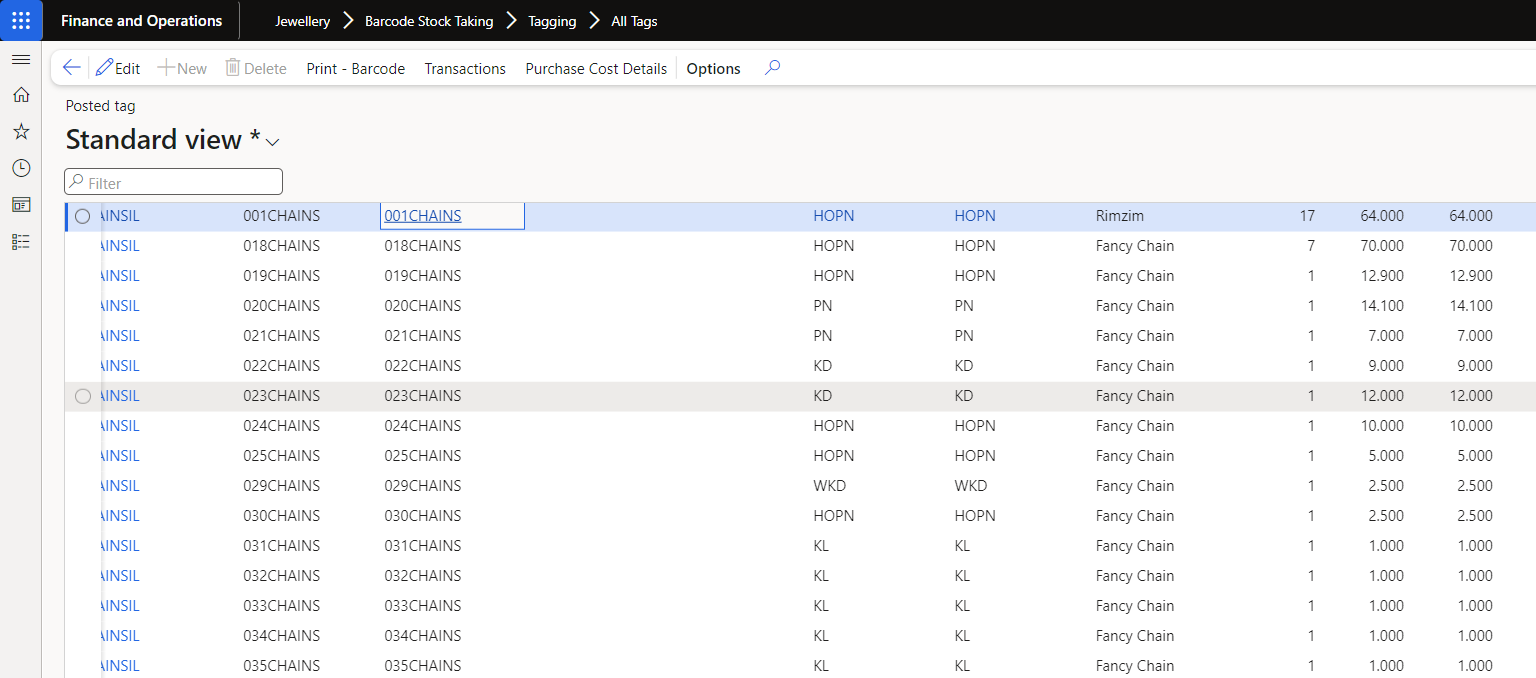 Finance and Operations Jewellery Barcode Stock Taking Tagging All Tags
Edit New Delete Print - Barcode Transactions Purchase Cost Details Options
Posted tag
Standard view *
Filter
AINSIL 001CHAINS 001CHAINS HOPN HOPN Rimzim 17 64.000 64.000
AINSIL 018CHAINS 018CHAINS HOPN HOPN Fancy Chain 7 70.000 70.000
AINSIL 019CHAINS 019CHAINS HOPN HOPN Fancy Chain 1 12.900 12.900
AINSIL 020CHAINS 020CHAINS PN PN Fancy Chain 1 14.100 14.100
AINSIL 021CHAINS 021CHAINS PN PN Fancy Chain 1 7.000 7.000
AINSIL 022CHAINS 022CHAINS KD KD Fancy Chain 1 9.000 9.000
AINSIL 023CHAINS 023CHAINS KD KD Fancy Chain 1 12.000 12.000
AINSIL 024CHAINS 024CHAINS HOPN HOPN Fancy Chain 1 10.000 10.000
AINSIL 025CHAINS 025CHAINS HOPN HOPN Fancy Chain 1 5.000 5.000
AINSIL 029CHAINS 029CHAINS WKD WKD Fancy Chain 1 2.500 2.500
AINSIL 030CHAINS 030CHAINS HOPN HOPN Fancy Chain 1 2.500 2.500
AINSIL 031CHAINS 031CHAINS KL KL Fancy Chain 1 1.000 1.000
AINSIL 032CHAINS 032CHAINS KL KL Fancy Chain 1 1.000 1.000
AINSIL 033CHAINS 033CHAINS KL KL Fancy Chain 1 1.000 1.000
AINSIL 034CHAINS 034CHAINS KL KL Fancy Chain 1 1.000 1.000
AINSIL 035CHAINS 035CHAINS KL KL Fancy Chain 1 1.000 1.000